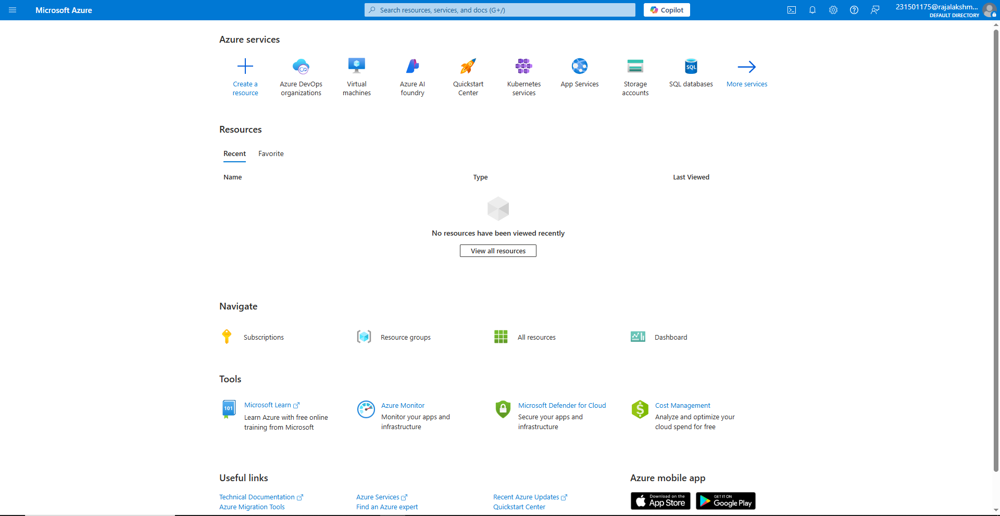 Microsoft Azure
Search resources, services, and docs (G+/)
Copilot
231501175@rajalakshm...
DEFAULT DIRECTORY
Azure services
Create a
resource
Azure DevOps
organizations
Virtual
machines
Azure AI
foundry
Quickstart
Center
Kubernetes
services
App Services
Storage
accounts
SQL
SQL databases
More services
Resources
Recent
Favorite
Name
Type
Last Viewed
No resources have been viewed recently
View all resources
Navigate
Subscriptions
Resource groups
All resources
Dashboard
Tools
101
Microsoft Learn
Learn Azure with free online
training from Microsoft
Azure Monitor
Monitor your apps and
infrastructure
Microsoft Defender for Cloud
Secure your apps and
infrastructure
$
Cost Management
Analyze and optimize your
cloud spend for free
Useful links
Technical Documentation
Azure Migration Tools
Azure Services
Find an Azure expert
Recent Azure Updates
Quickstart Center
Azure mobile app
Download on the
App Store
GET IT ON
Google Play